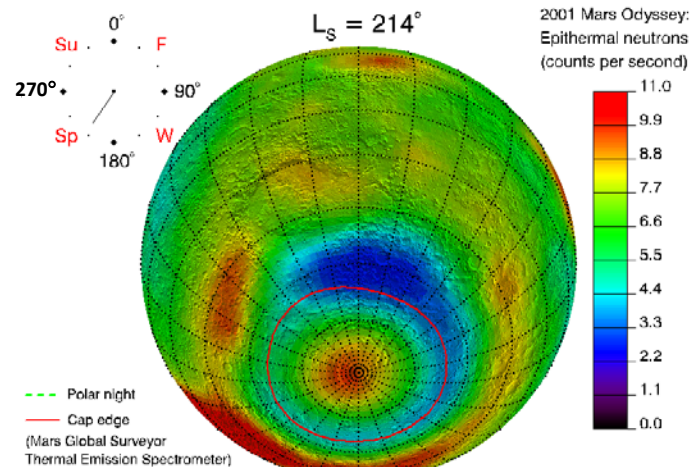 L_S = 214°
0°
Su F
270° 90°
Sp W
180°
2001 Mars Odyssey:
Epithermal neutrons
(counts per second)
11.0
9.9
8.8
7.7
6.6
5.5
4.4
3.3
2.2
1.1
0.0
Polar night
Cap edge
(Mars Global Surveyor
Thermal Emission Spectrometer)